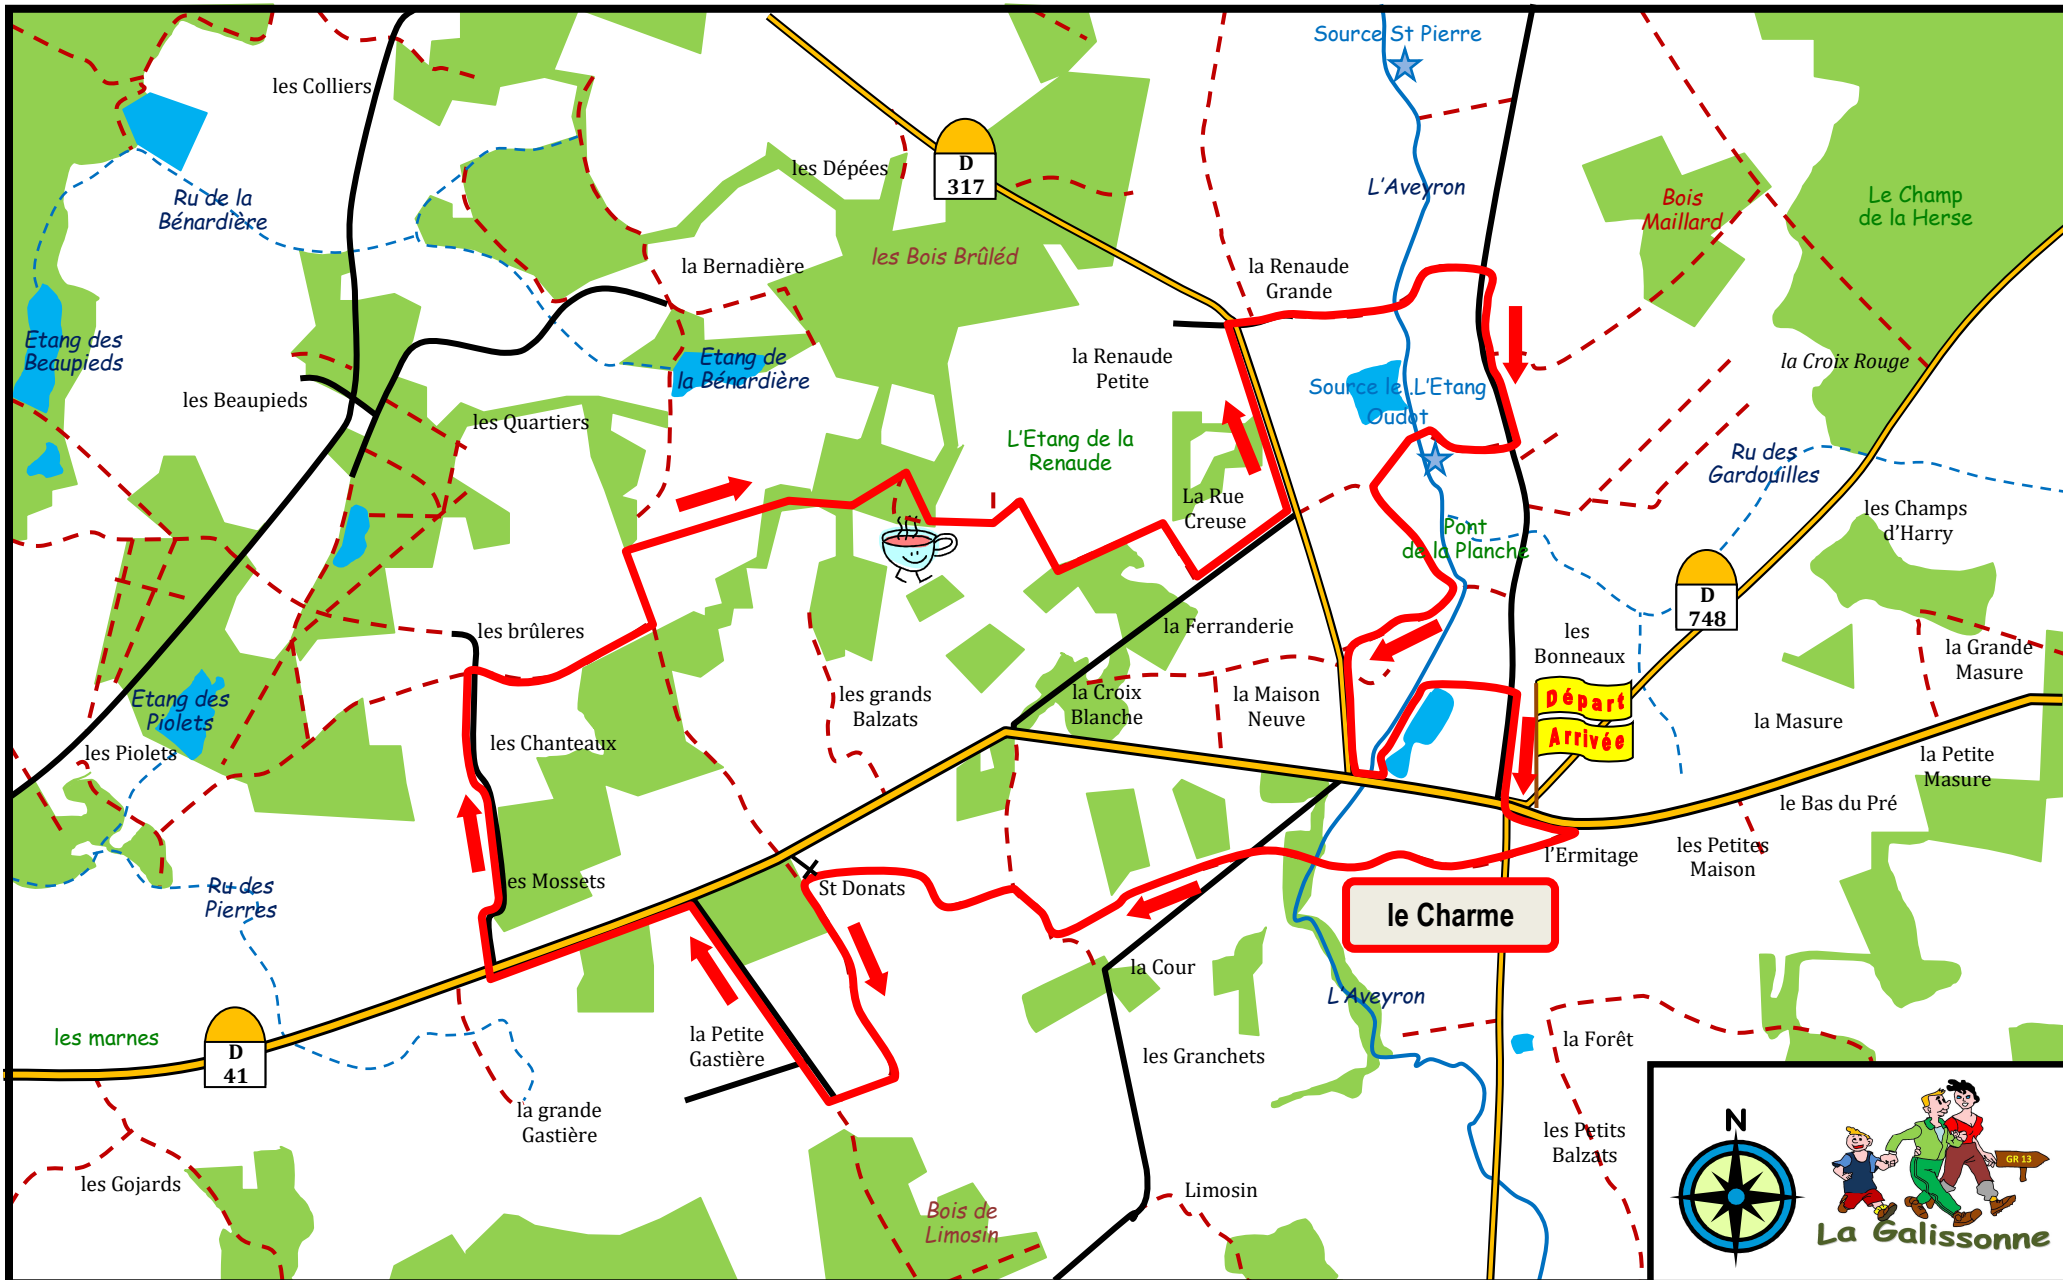 Source St Pierre
les Colliers
D
317
les Dépées
L'Aveyron
Ru de la
Bénardière
Bois
Maillard
Le Champ
de la Herse
les Bois Brûléd
la Bernadière
la Renaude
Grande
Etang des
Beaupieds
Etang de
la Bénardière
la Renaude
Petite
la Croix Rouge
Source le..L'Etang
Oudot
les Beaupieds
les Quartiers
L'Etang de la
Renaude
Ru des
Gardouilles
La Rue
Creuse
les Champs
d'Harry
Pont
de la Planche
D
748
les brûleres
la Ferranderie
les
Bonneaux
la Grande
Masure
Etang des
Piolets
les grands
Balzats
la Croix
Blanche
la Maison
Neuve
Départ
Arrivée
la Masure
les Piolets
les Chanteaux
la Petite
Masure
le Bas du Pré
les Petites
Maison
l'Ermitage
Ru des
Pierres
les Mossets
St Donats
le Charme
la Cour
L'Aveyron
les marnes
D
41
la Petite
Gastière
les Granchets
la Forêt
la grande
Gastière
les Petits
Balzats
les Gojards
Limosin
Bois de
Limosin
N
GR 13
La Galissonne